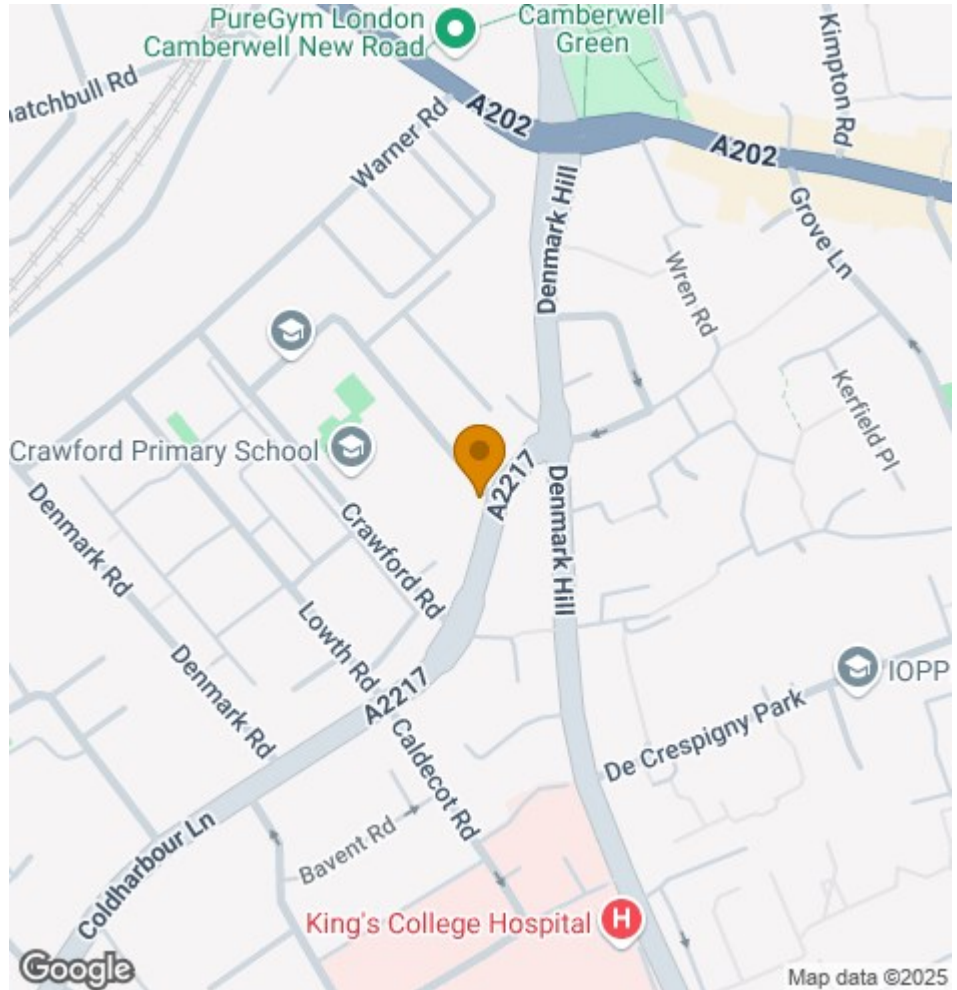 PureGym London
Camberwell New Road
Camberwell
Green
Kimpton Rd
atchbull Rd
Warner Rd
A202
A202
Grove Ln
Denmark Hill
Wren Rd
Kerfield Pl
Crawford Primary School
A2217
Denmark Hill
Denmark Rd
Crawford Rd
Lowth Rd
Denmark Rd
A2217
IOPP
De Crespigny Park
Caldecot Rd
Bavent Rd
Coldharbour Ln
King's College Hospital
H
Google
Map data ©2025